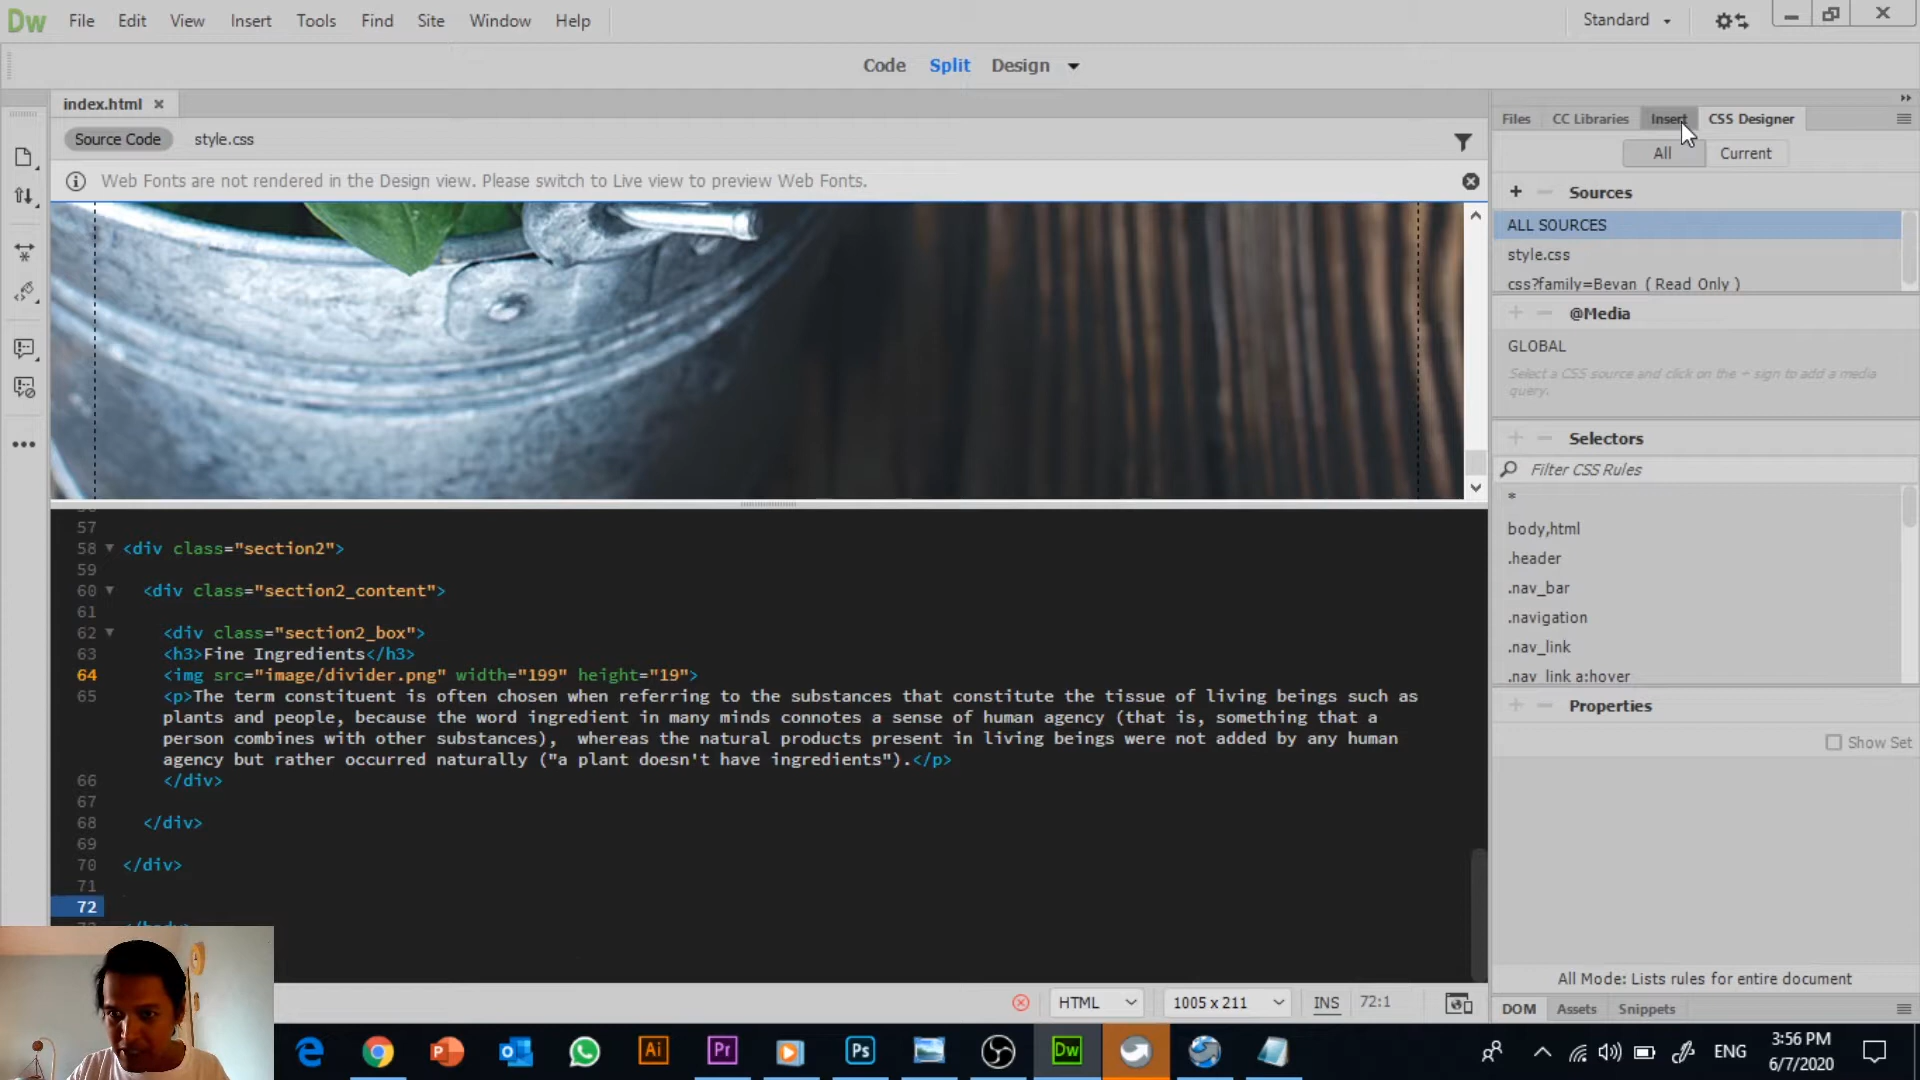 Dw File Edit View Insert Tools Find Site Window Help Standard
Code Split Design
index.html
Source Code style.css
Web Fonts are not rendered in the Design view. Please switch to Live view to preview Web Fonts.
Files CC Libraries Insert CSS Designer
All Current
Sources
ALL SOURCES
style.css
css?family=Bevan ( Read Only )
@Media
GLOBAL
Select a CSS source and click on the + sign to add a media
query.
Selectors
Filter CSS Rules
*
body,html
.header
.nav_bar
.navigation
.nav_link
.nav_link a:hover
Properties
Show Set
All Mode: Lists rules for entire document
DOM Assets Snippets
57
58 <div class="section2">
59
60 <div class="section2_content">
61
62 <div class="section2_box">
63 <h3>Fine Ingredients</h3>
64 <img src="image/divider.png" width="199" height="19">
65 <p>The term constituent is often chosen when referring to the substances that constitute the tissue of living beings such as
plants and people, because the word ingredient in many minds connotes a sense of human agency (that is, something that a
person combines with other substances),  whereas the natural products present in living beings were not added by any human
agency but rather occurred naturally ("a plant doesn't have ingredients").</p>
66 </div>
67
68 </div>
69
70 </div>
71
72
HTML 1005 x 211 INS 72:1
Ai Pr Ps Dw
ENG
3:56 PM
6/7/2020